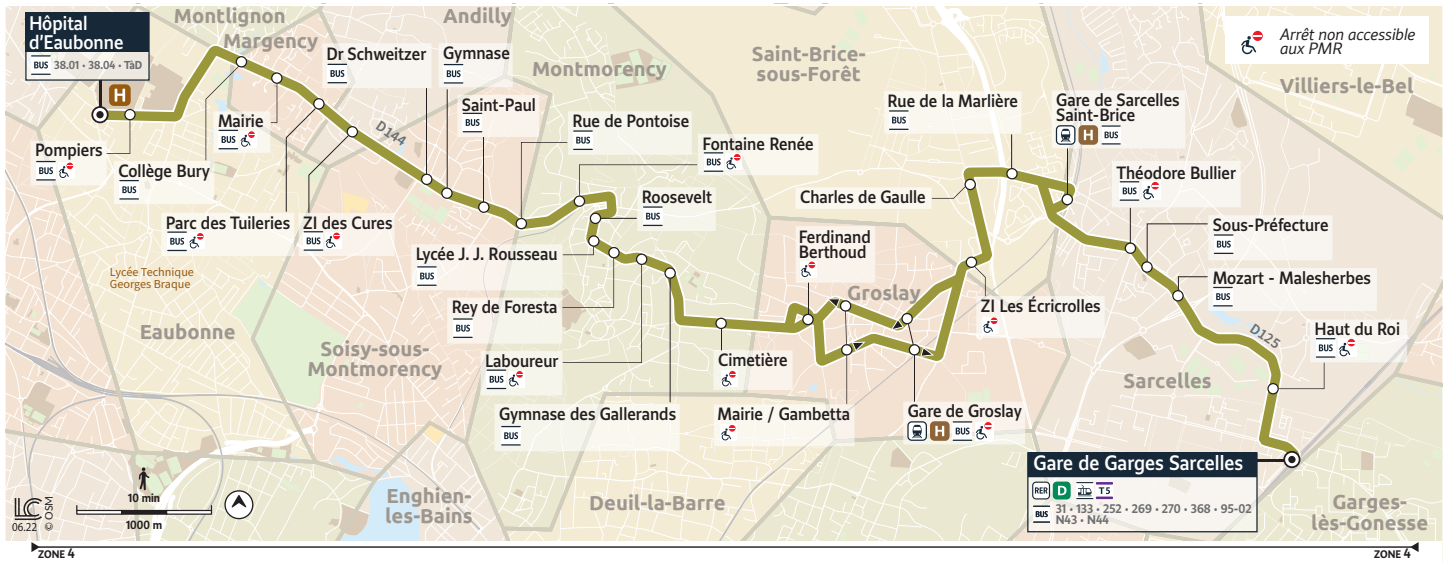 Montlignon
Andilly
Hôpital
d'Eaubonne
BUS 38.01 • 38.04 • TàD
Margency
Dr Schweitzer
BUS
Gymnase
BUS
Montmorency
Saint-Brice-
sous-Forêt
Arrêt non accessible
aux PMR
Villiers-le-Bel
H
Saint-Paul
BUS
Rue de la Marlière
BUS
Gare de Sarcelles
Saint-Brice
H BUS
Mairie
BUS
D144
Rue de Pontoise
BUS
Fontaine Renée
BUS
Pompiers
BUS
Collège Bury
BUS
Théodore Bullier
BUS
Roosevelt
BUS
Charles de Gaulle
Parc des Tuileries
BUS
ZI des Cures
BUS
Sous-Préfecture
BUS
Lycée J. J. Rousseau
BUS
Ferdinand
Berthoud
Lycée Technique
Georges Braque
Mozart - Malesherbes
BUS
Groslay
Rey de Foresta
BUS
ZI Les Écricrolles
Eaubonne
Soisy-sous-
Montmorency
D125
Haut du Roi
BUS
Laboureur
BUS
Cimetière
Sarcelles
Gymnase des Gallerands
BUS
Mairie / Gambetta
Gare de Groslay
H BUS
Gare de Garges Sarcelles
RER D T5
BUS 31 • 133 • 252 • 269 • 270 • 368 • 95-02
N43 • N44
10 min
1000 m
LC
06.22
© OSM
Enghien-
les-Bains
Deuil-la-Barre
Garges-
lès-Gonesse
ZONE 4
ZONE 4